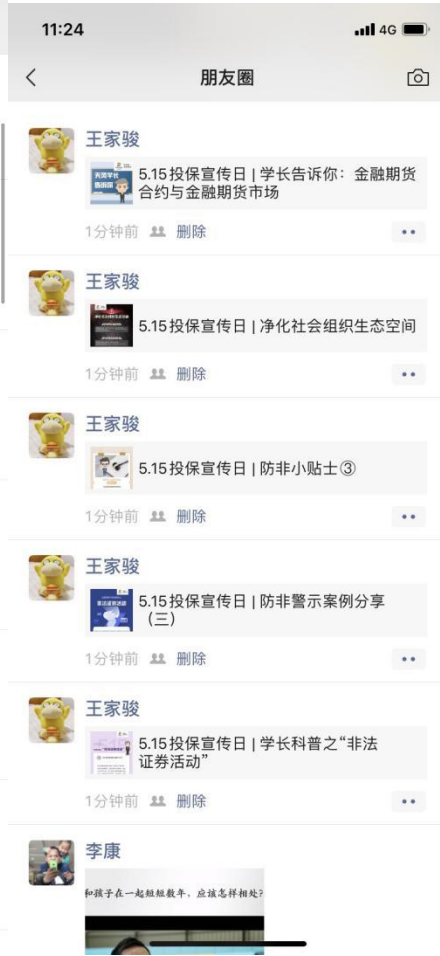 11:24
4G
朋友圈
王家骏
天风学长
告诉你
5.15投保宣传日 | 学长告诉你：金融期货
合约与金融期货市场
1分钟前 删除
王家骏
5.15投保宣传日 | 净化社会组织生态空间
1分钟前 删除
王家骏
5.15投保宣传日 | 防非小贴士③
1分钟前 删除
王家骏
5.15投保宣传日 | 防非警示案例分享
（三）
1分钟前 删除
王家骏
5.15投保宣传日 | 学长科普之“非法
证券活动”
1分钟前 删除
李康
和孩子在一起短短数年，应该怎样相处？